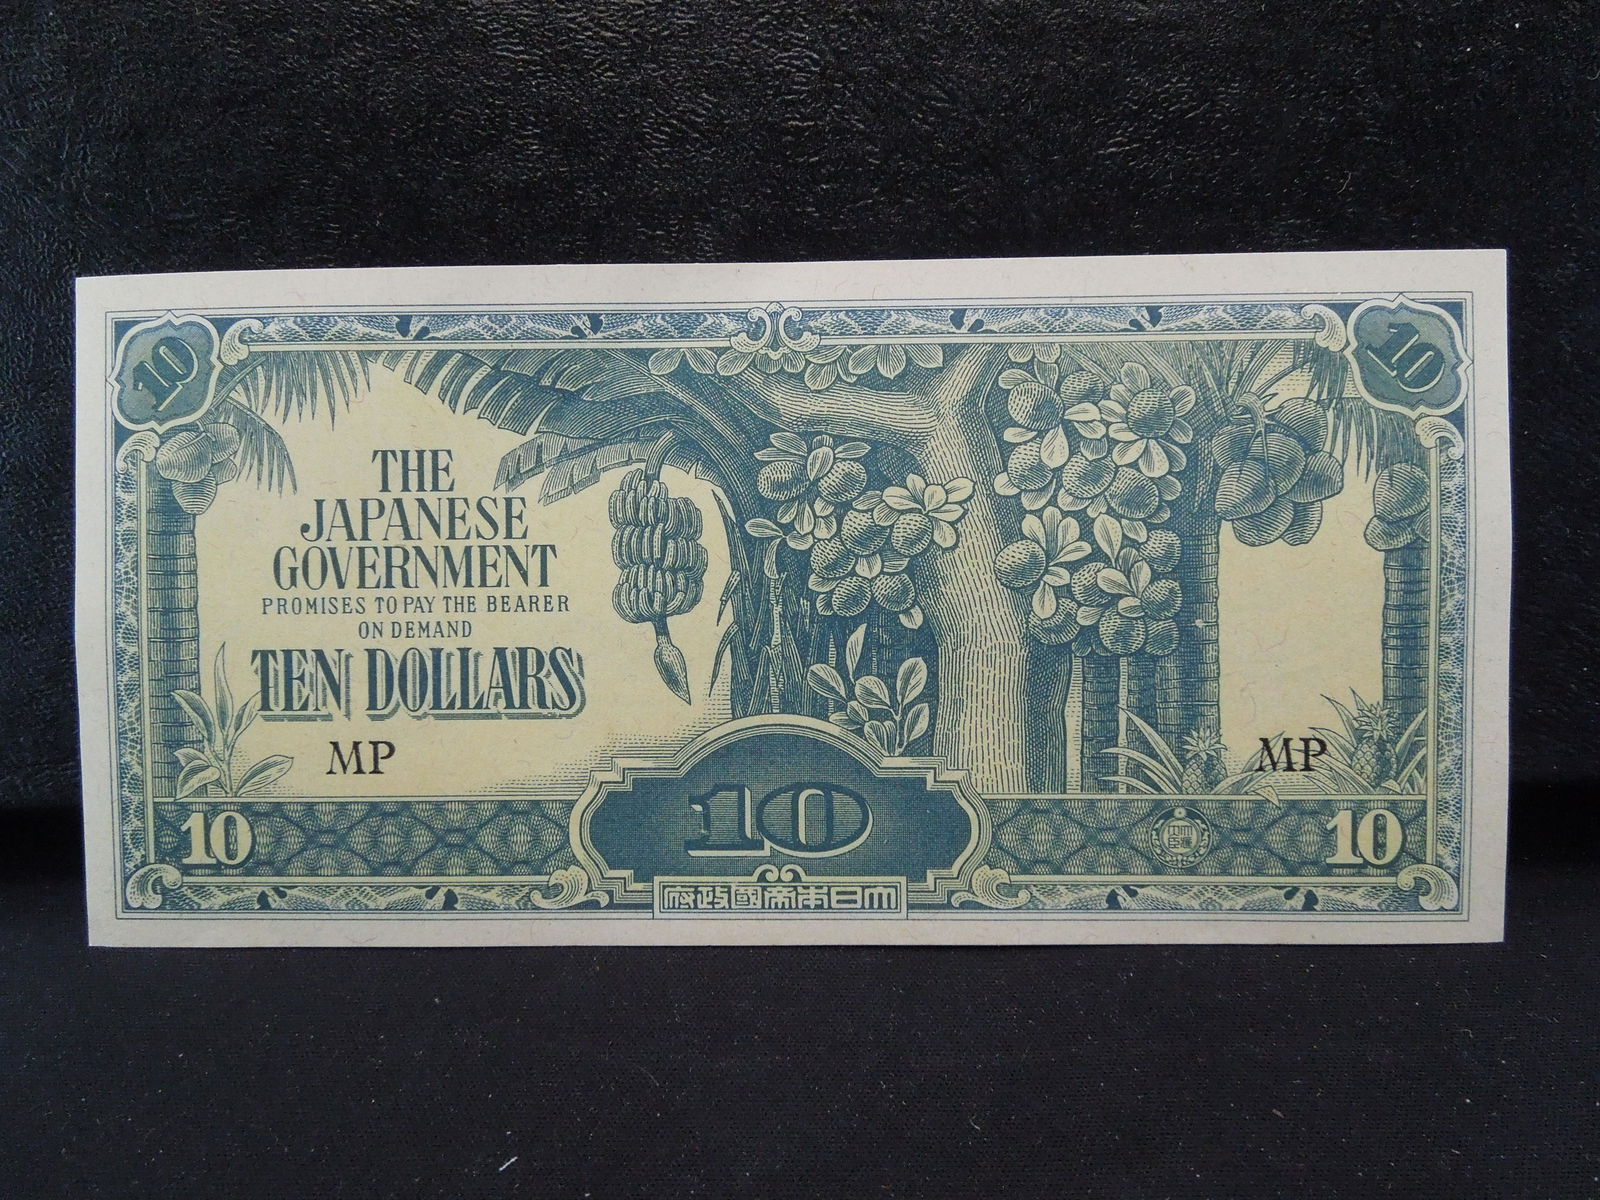 10
10
THE
JAPANESE
GOVERNMENT
PROMISES TO PAY THE BEARER
ON DEMAND
TEN DOLLARS
MP
MP
10
10
10
府政國帝本日大